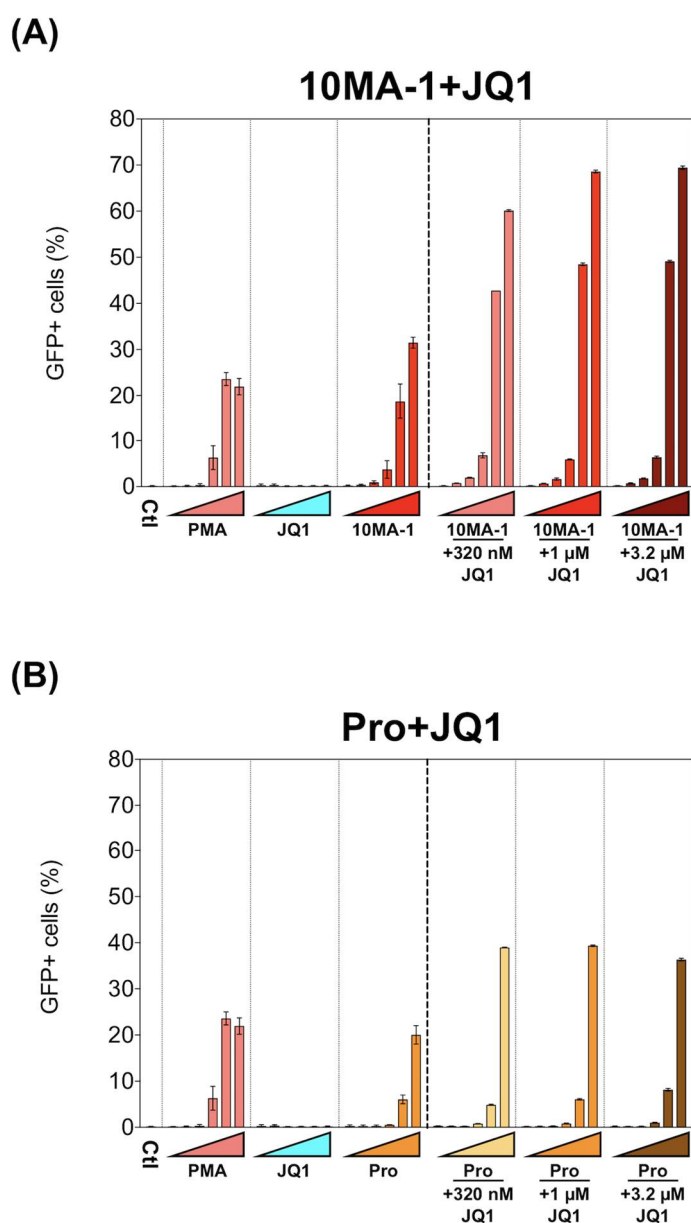 (A)
10MA-1+JQ1
80
70
60
50
40
30
20
10
0
GFP+ cells (%)
Ctl
PMA
JQ1
10MA-1
10MA-1
+320 nM
JQ1
10MA-1
+1 µM
JQ1
10MA-1
+3.2 µM
JQ1
(B)
Pro+JQ1
80
70
60
50
40
30
20
10
0
GFP+ cells (%)
Ctl
PMA
JQ1
Pro
Pro
+320 nM
JQ1
Pro
+1 µM
JQ1
Pro
+3.2 µM
JQ1